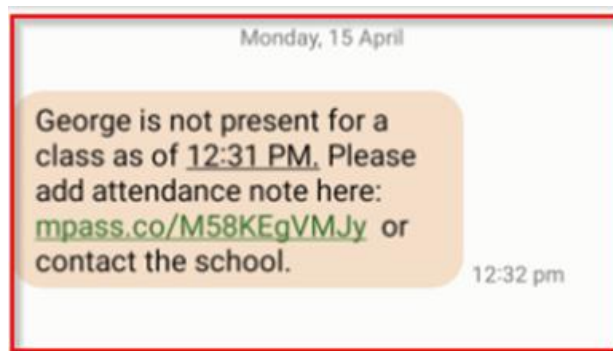 Monday, 15 April
George is not present for a
class as of 12:31 PM. Please
add attendance note here:
mpass.co/M58KEgVMJy or
contact the school.
12:32 pm